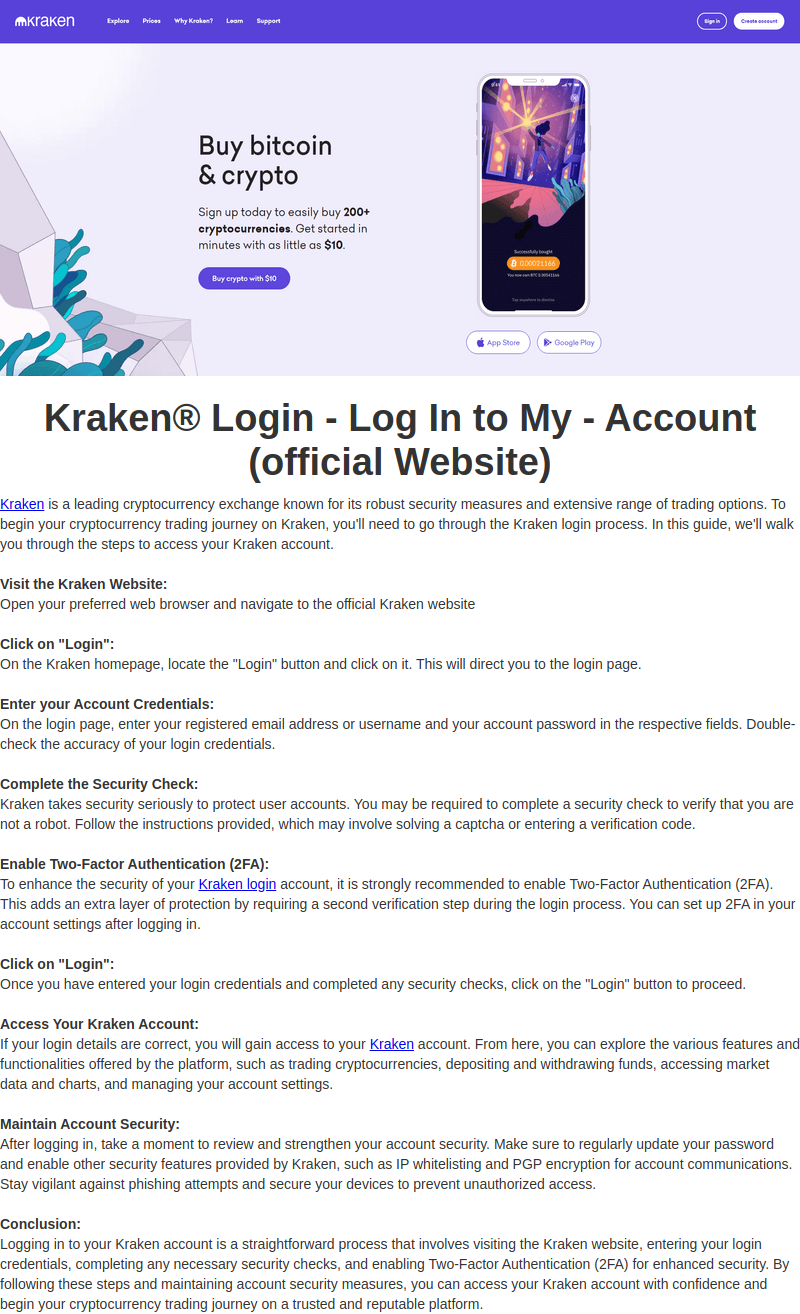 kraken
Explore Prices Why Kraken? Learn Support
Sign in Create account
Buy bitcoin
& crypto
Sign up today to easily buy 200+
cryptocurrencies. Get started in
minutes with as little as $10.
Buy crypto with $10
9:41
Successfully bought
0.00021166
You now own BTC 0.00541166
Tap anywhere to dismiss
App Store Google Play
Kraken® Login - Log In to My - Account
(official Website)
Kraken is a leading cryptocurrency exchange known for its robust security measures and extensive range of trading options. To
begin your cryptocurrency trading journey on Kraken, you'll need to go through the Kraken login process. In this guide, we'll walk
you through the steps to access your Kraken account.
Visit the Kraken Website:
Open your preferred web browser and navigate to the official Kraken website
Click on "Login":
On the Kraken homepage, locate the "Login" button and click on it. This will direct you to the login page.
Enter your Account Credentials:
On the login page, enter your registered email address or username and your account password in the respective fields. Double-
check the accuracy of your login credentials.
Complete the Security Check:
Kraken takes security seriously to protect user accounts. You may be required to complete a security check to verify that you are
not a robot. Follow the instructions provided, which may involve solving a captcha or entering a verification code.
Enable Two-Factor Authentication (2FA):
To enhance the security of your Kraken login account, it is strongly recommended to enable Two-Factor Authentication (2FA).
This adds an extra layer of protection by requiring a second verification step during the login process. You can set up 2FA in your
account settings after logging in.
Click on "Login":
Once you have entered your login credentials and completed any security checks, click on the "Login" button to proceed.
Access Your Kraken Account:
If your login details are correct, you will gain access to your Kraken account. From here, you can explore the various features and
functionalities offered by the platform, such as trading cryptocurrencies, depositing and withdrawing funds, accessing market
data and charts, and managing your account settings.
Maintain Account Security:
After logging in, take a moment to review and strengthen your account security. Make sure to regularly update your password
and enable other security features provided by Kraken, such as IP whitelisting and PGP encryption for account communications.
Stay vigilant against phishing attempts and secure your devices to prevent unauthorized access.
Conclusion:
Logging in to your Kraken account is a straightforward process that involves visiting the Kraken website, entering your login
credentials, completing any necessary security checks, and enabling Two-Factor Authentication (2FA) for enhanced security. By
following these steps and maintaining account security measures, you can access your Kraken account with confidence and
begin your cryptocurrency trading journey on a trusted and reputable platform.